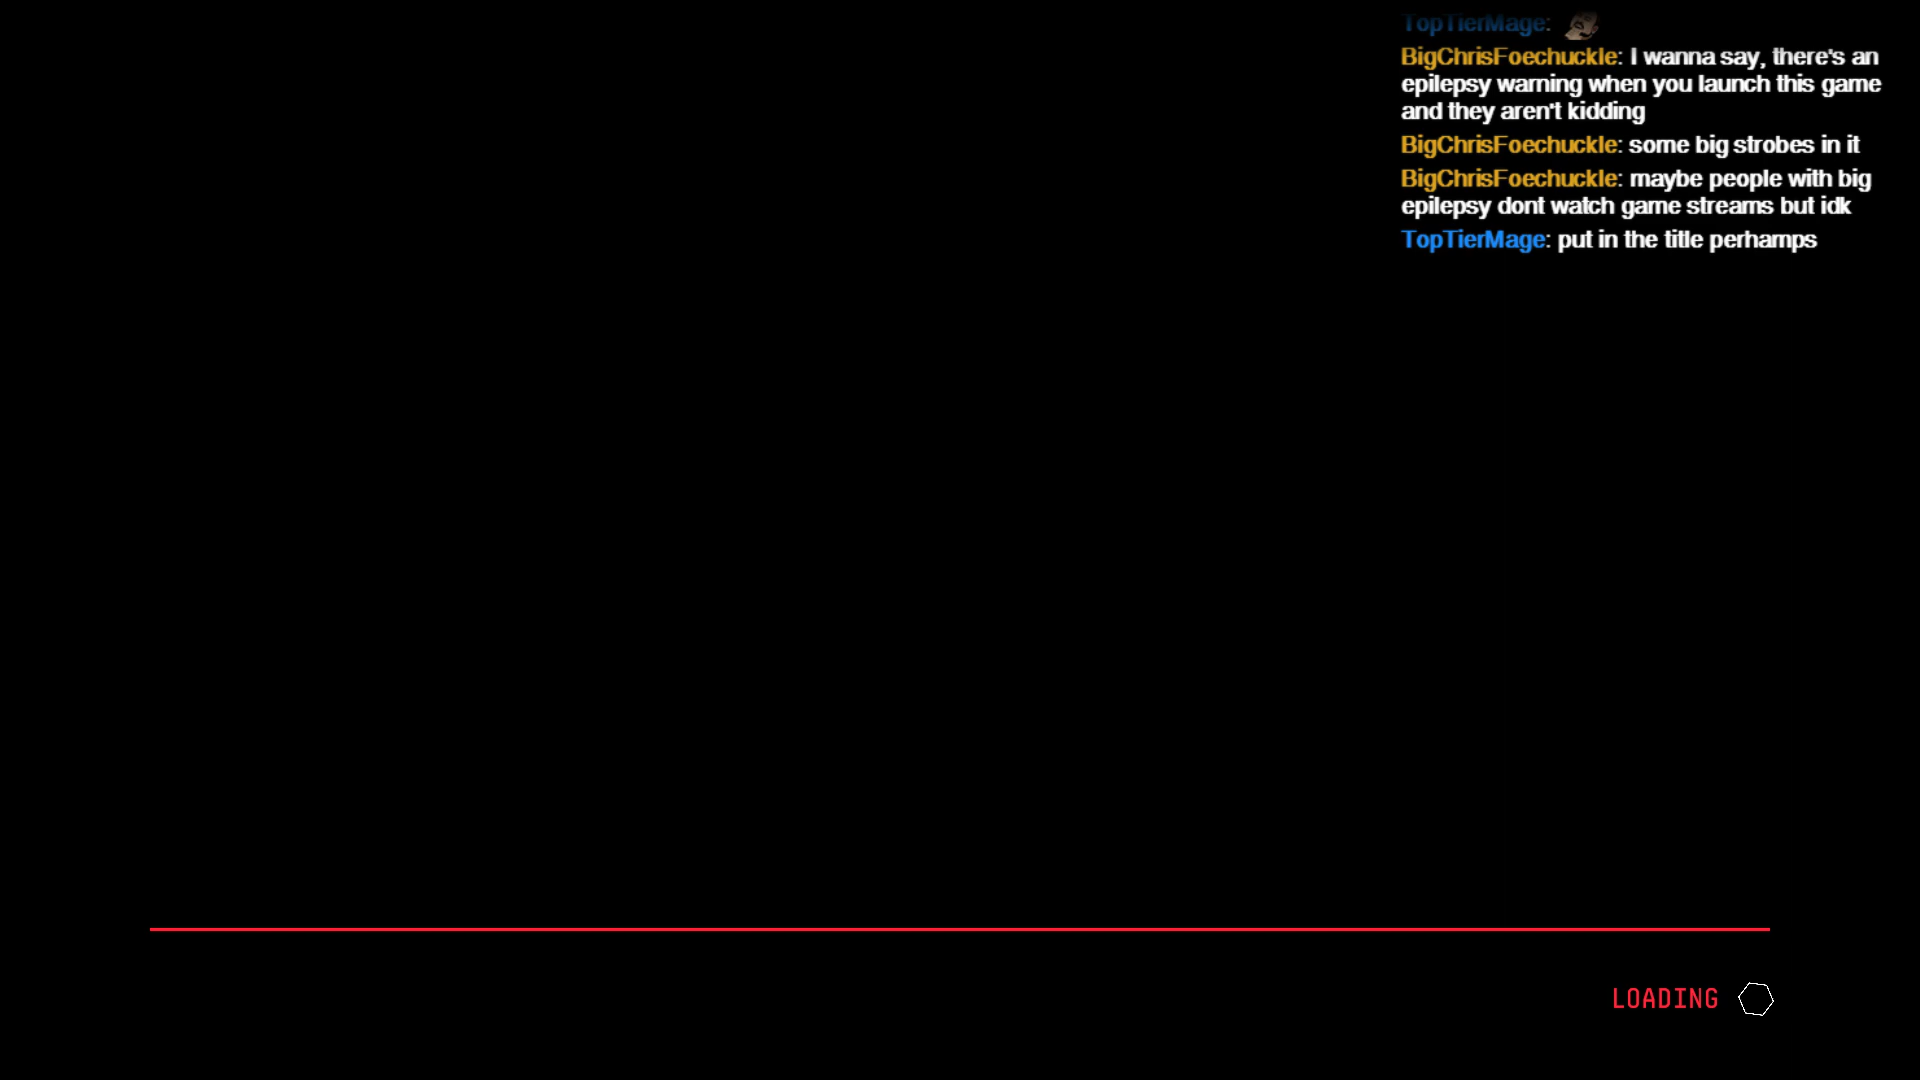 TopTierMage:
BigChrisFoechuckle: I wanna say, there's an
epilepsy warning when you launch this game
and they aren't kidding
BigChrisFoechuckle: some big strobes in it
BigChrisFoechuckle: maybe people with big
epilepsy dont watch game streams but idk
TopTierMage: put in the title perhamps
LOADING